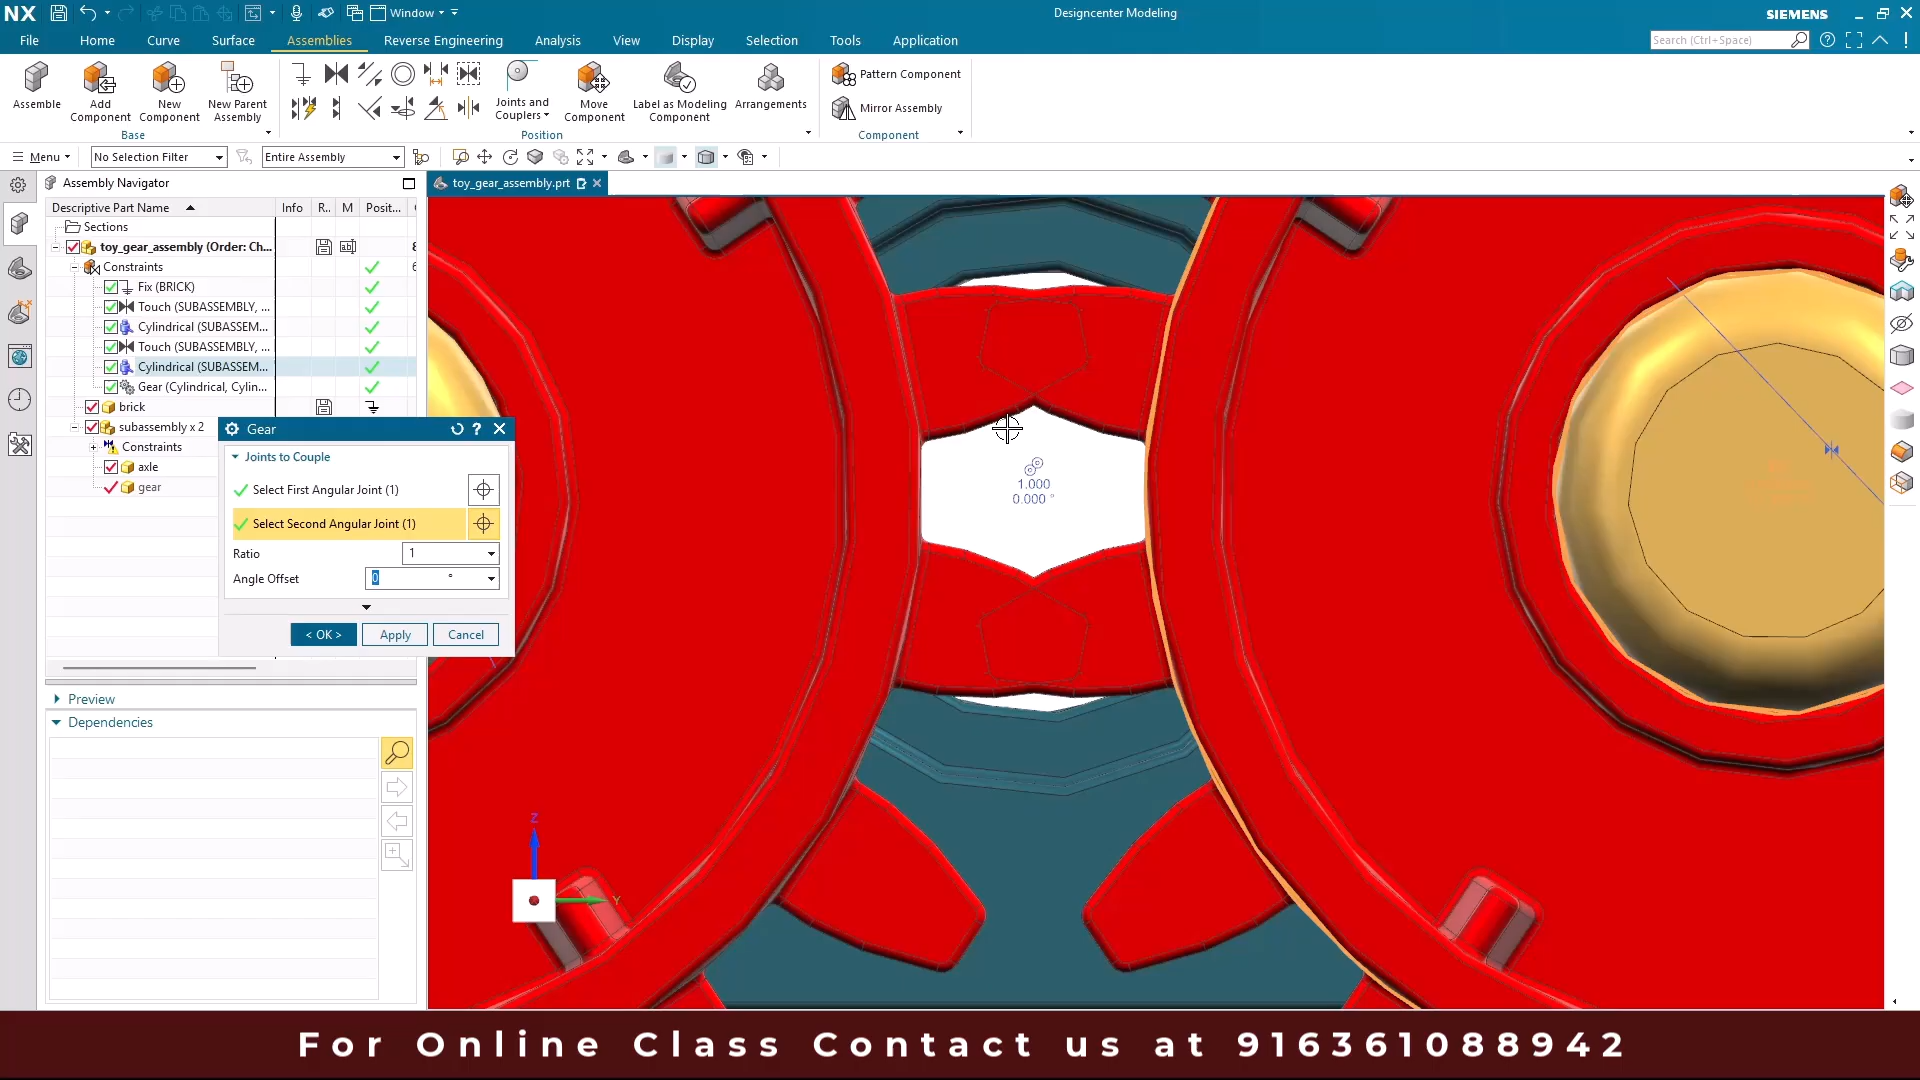 NX
Window
Designcenter Modeling
SIEMENS
File Home Curve Surface Assemblies Reverse Engineering Analysis View Display Selection Tools Application
Search (Ctrl+Space)
Assemble
Add Component
New Component
New Parent Assembly
Joints and Couplers
Move Component
Label as Modeling Component
Arrangements
Pattern Component
Mirror Assembly
Base
Position
Component
Menu
No Selection Filter
Entire Assembly
Assembly Navigator
toy_gear_assembly.prt
Descriptive Part Name Info R.. M Posit...
Sections
toy_gear_assembly (Order: Ch...
Constraints
Fix (BRICK)
Touch (SUBASSEMBLY, ...
Cylindrical (SUBASSEM...
Touch (SUBASSEMBLY, ...
Cylindrical (SUBASSEM...
Gear (Cylindrical, Cylin...
brick
subassembly x 2
Constraints
axle
gear
Gear
Joints to Couple
Select First Angular Joint (1)
Select Second Angular Joint (1)
Ratio 1
Angle Offset 0 °
< OK > Apply Cancel
1.000
0.000 °
Preview
Dependencies
Z
Y
For Online Class Contact us at 916361088942